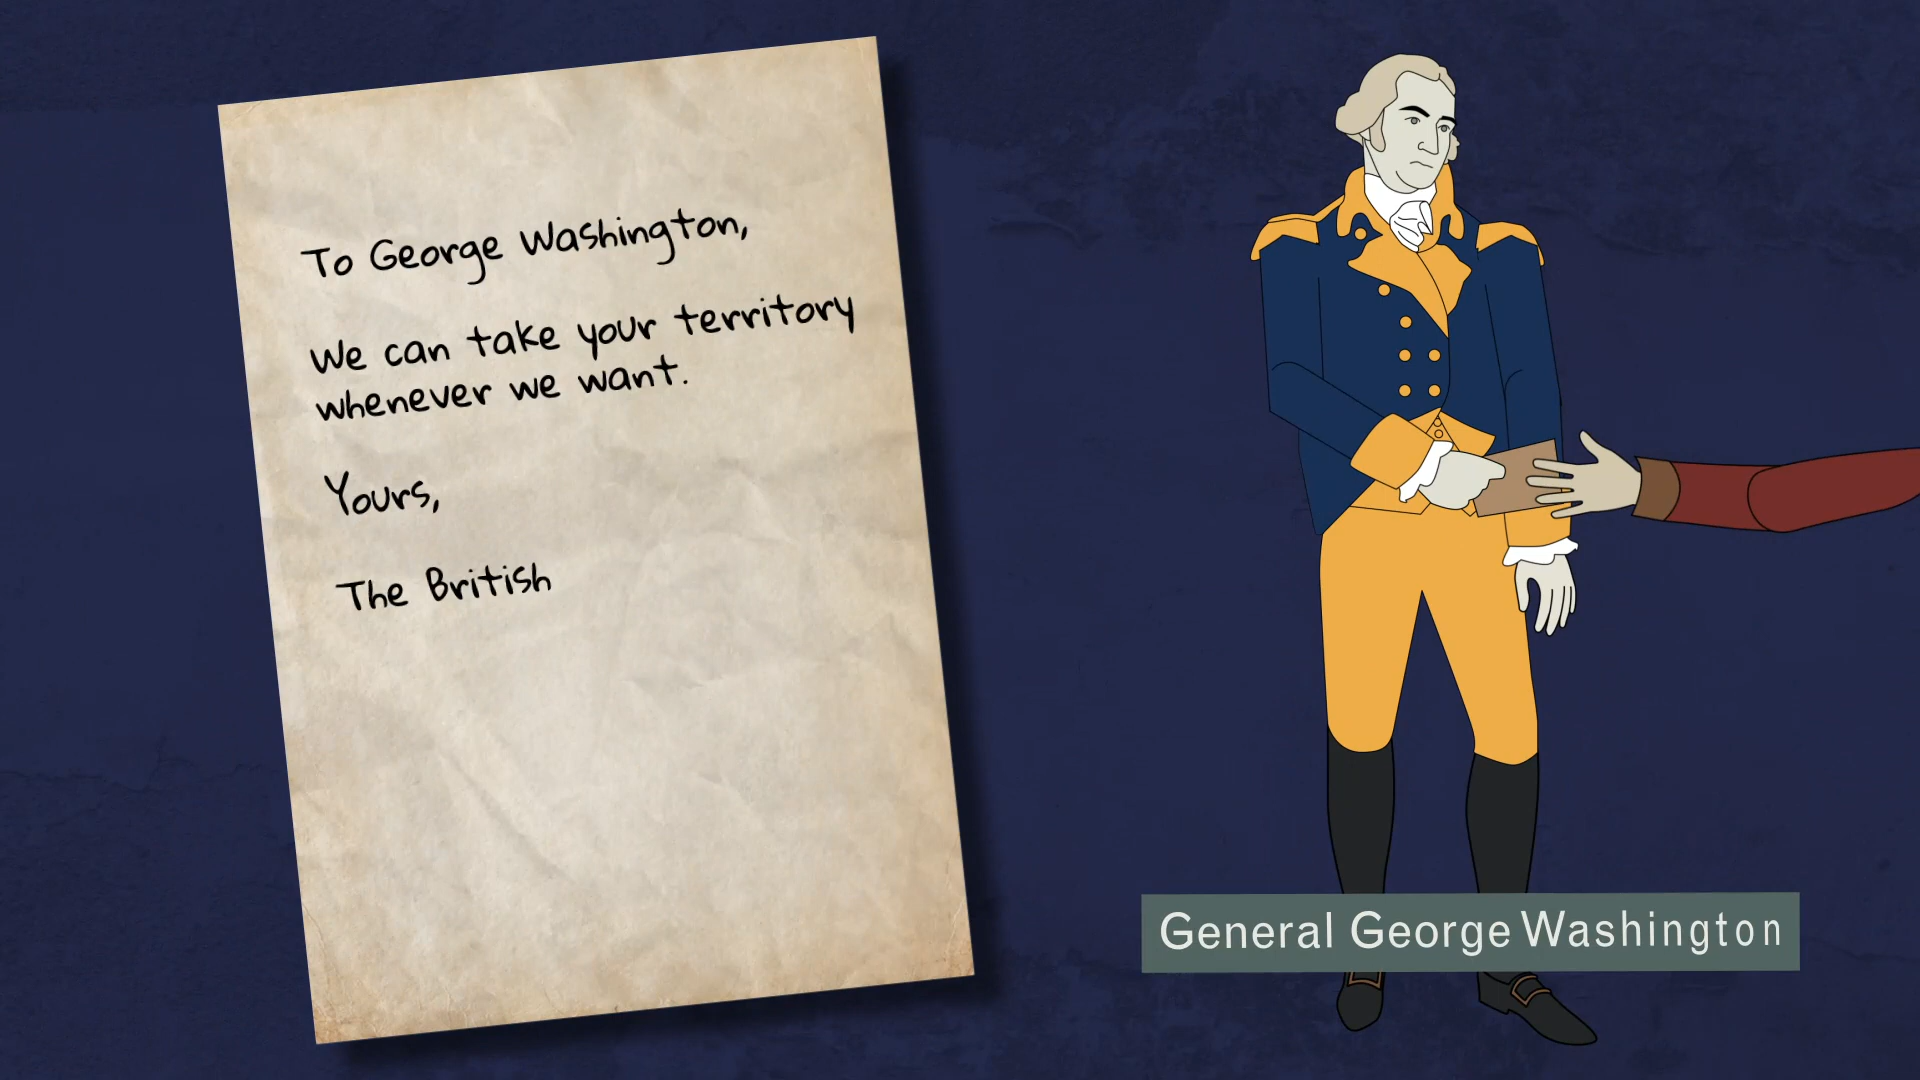 To George Washington,
We can take your territory
whenever we want.
Yours,
The British
General George Washington